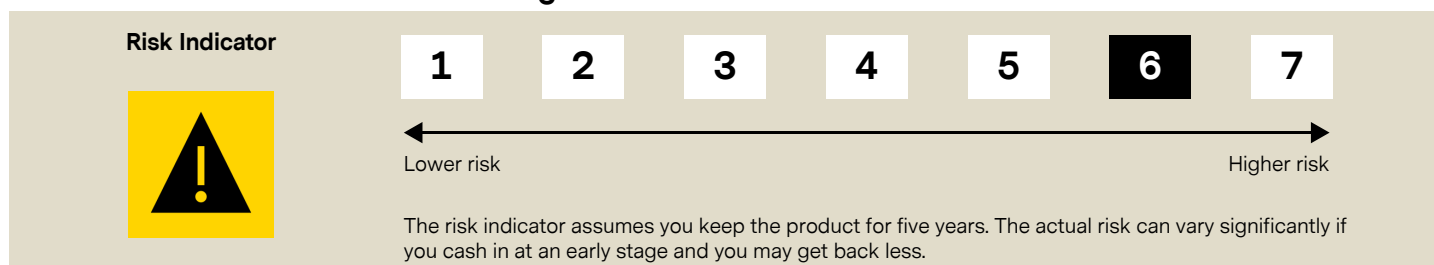 Risk Indicator
1 2 3 4 5 6 7
Lower risk Higher risk
The risk indicator assumes you keep the product for five years. The actual risk can vary significantly if
you cash in at an early stage and you may get back less.